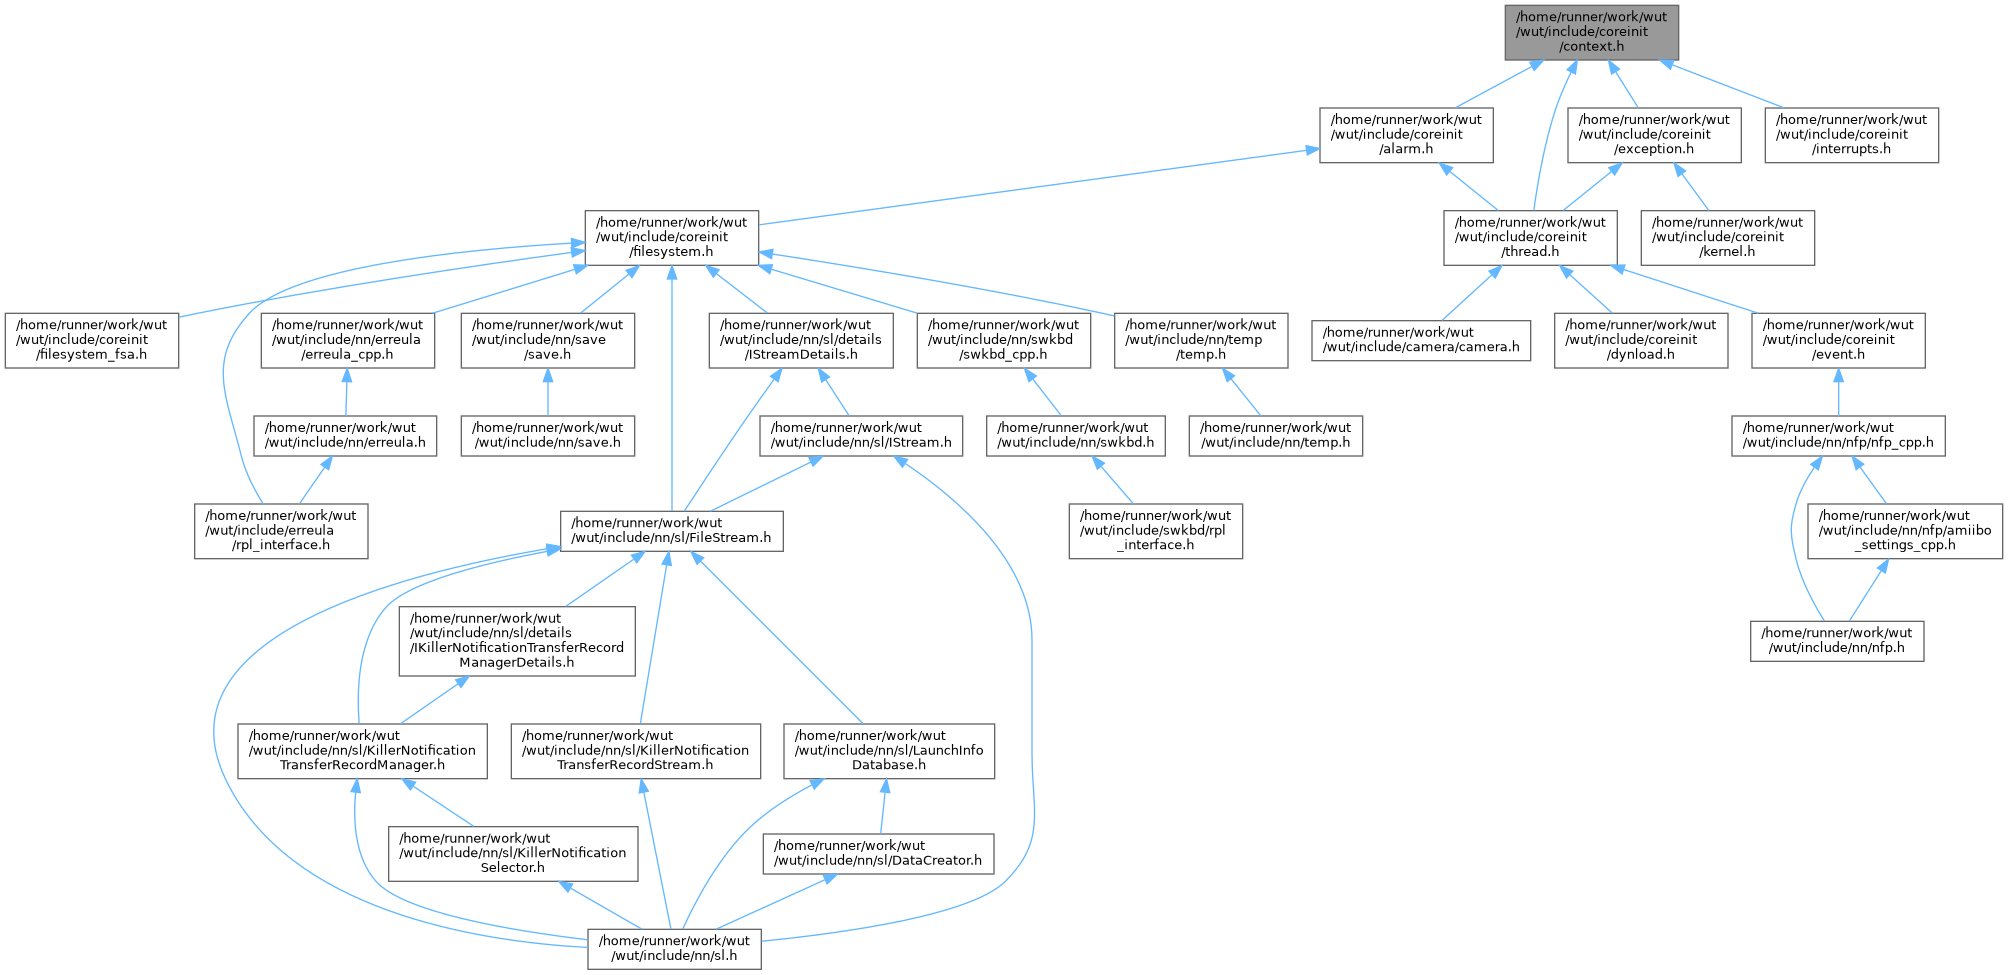 /home/runner/work/wut
/wut/include/coreinit
/context.h
/home/runner/work/wut
/wut/include/coreinit
/alarm.h
/home/runner/work/wut
/wut/include/coreinit
/exception.h
/home/runner/work/wut
/wut/include/coreinit
/interrupts.h
/home/runner/work/wut
/wut/include/coreinit
/filesystem.h
/home/runner/work/wut
/wut/include/coreinit
/thread.h
/home/runner/work/wut
/wut/include/coreinit
/kernel.h
/home/runner/work/wut
/wut/include/coreinit
/filesystem_fsa.h
/home/runner/work/wut
/wut/include/nn/erreula
/erreula_cpp.h
/home/runner/work/wut
/wut/include/nn/save
/save.h
/home/runner/work/wut
/wut/include/nn/sl/details
/IStreamDetails.h
/home/runner/work/wut
/wut/include/nn/swkbd
/swkbd_cpp.h
/home/runner/work/wut
/wut/include/nn/temp
/temp.h
/home/runner/work/wut
/wut/include/camera/camera.h
/home/runner/work/wut
/wut/include/coreinit
/dynload.h
/home/runner/work/wut
/wut/include/coreinit
/event.h
/home/runner/work/wut
/wut/include/nn/erreula.h
/home/runner/work/wut
/wut/include/nn/save.h
/home/runner/work/wut
/wut/include/nn/sl/IStream.h
/home/runner/work/wut
/wut/include/nn/swkbd.h
/home/runner/work/wut
/wut/include/nn/temp.h
/home/runner/work/wut
/wut/include/nn/nfp/nfp_cpp.h
/home/runner/work/wut
/wut/include/erreula
/rpl_interface.h
/home/runner/work/wut
/wut/include/nn/sl/FileStream.h
/home/runner/work/wut
/wut/include/swkbd/rpl
_interface.h
/home/runner/work/wut
/wut/include/nn/nfp/amiibo
_settings_cpp.h
/home/runner/work/wut
/wut/include/nn/sl/details
/IKillerNotificationTransferRecord
ManagerDetails.h
/home/runner/work/wut
/wut/include/nn/nfp.h
/home/runner/work/wut
/wut/include/nn/sl/KillerNotification
TransferRecordManager.h
/home/runner/work/wut
/wut/include/nn/sl/KillerNotification
TransferRecordStream.h
/home/runner/work/wut
/wut/include/nn/sl/LaunchInfo
Database.h
/home/runner/work/wut
/wut/include/nn/sl/KillerNotification
Selector.h
/home/runner/work/wut
/wut/include/nn/sl/DataCreator.h
/home/runner/work/wut
/wut/include/nn/sl.h